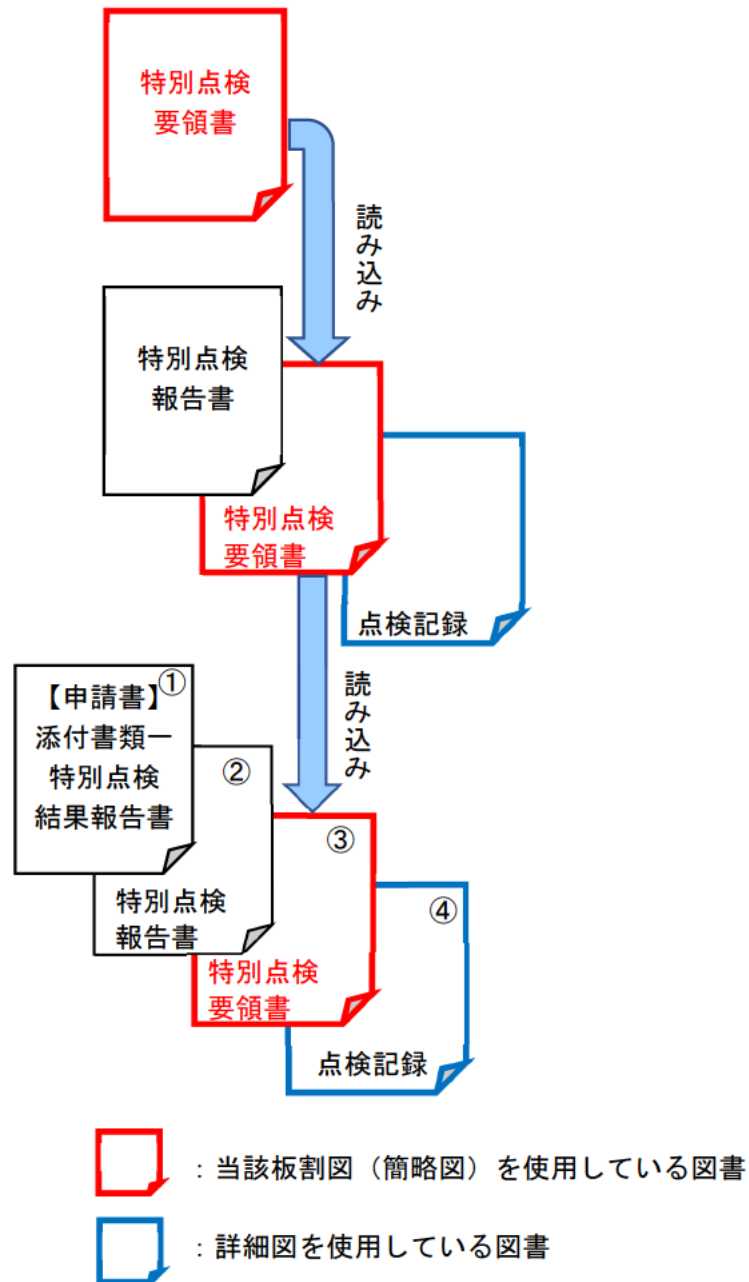 特別点検
要領書
読み込み
特別点検
報告書
特別点検
要領書
点検記録
読み込み
①
【申請書】
添付書類一
特別点検
結果報告書
②
特別点検
報告書
③
特別点検
要領書
④
点検記録
：当該板割図（簡略図）を使用している図書
：詳細図を使用している図書